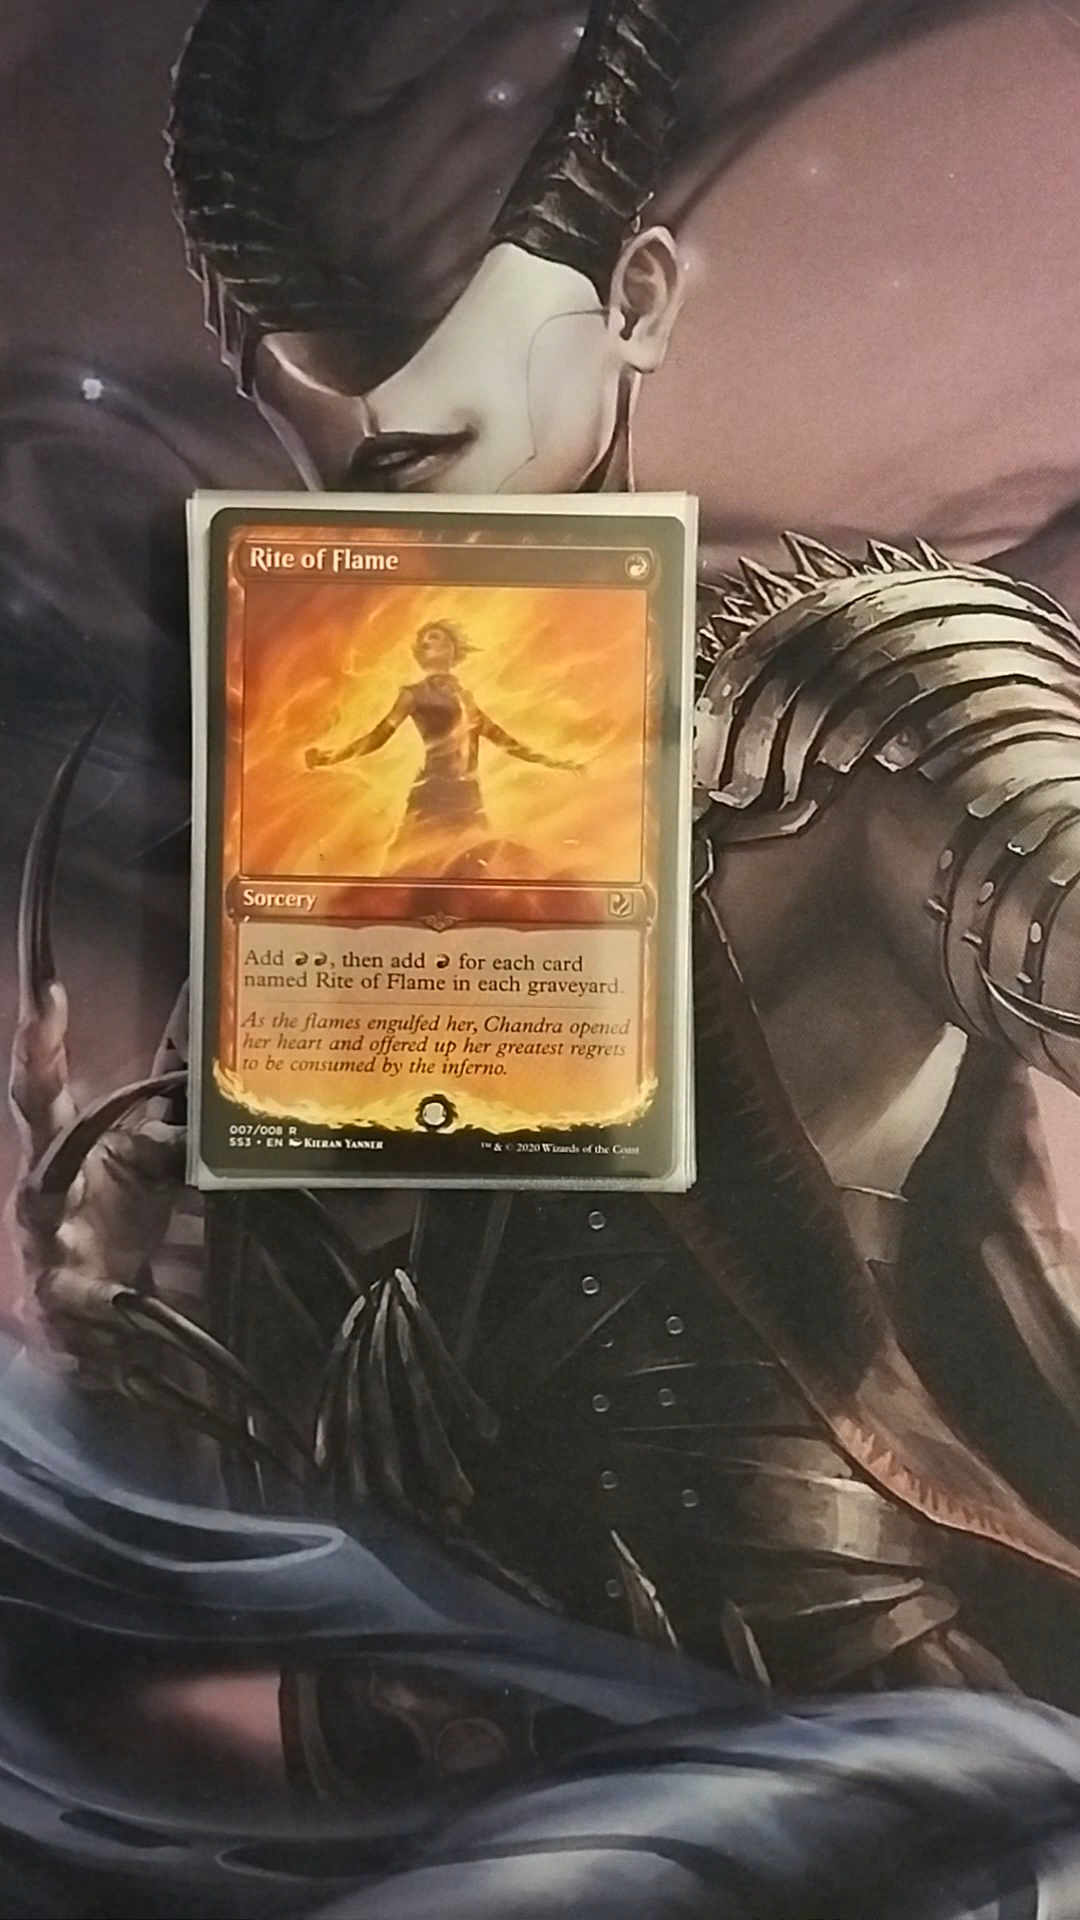 Rite of Flame
Sorcery
Add , then add for each card
named Rite of Flame in each graveyard.
As the flames engulfed her, Chandra opened
her heart and offered up her greatest regrets
to be consumed by the inferno.
007/008 R
SS3 • EN KIERAN YANNER
™ & © 2020 Wizards of the Coast